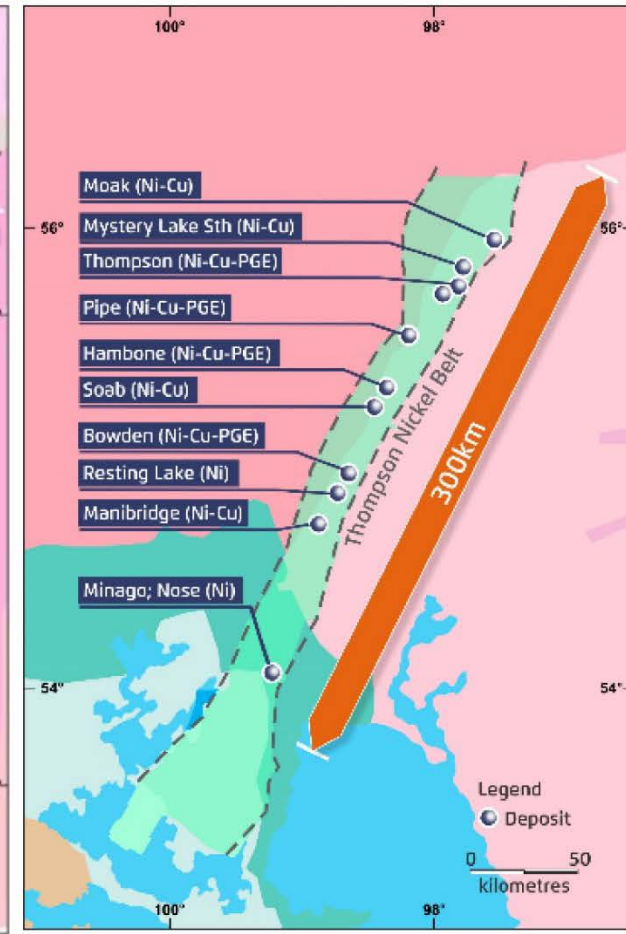 100°
98°
Moak (Ni-Cu)
56°
56°
Mystery Lake Sth (Ni-Cu)
Thompson (Ni-Cu-PGE)
Pipe (Ni-Cu-PGE)
Hambone (Ni-Cu-PGE)
Soab (Ni-Cu)
Bowden (Ni-Cu-PGE)
Resting Lake (Ni)
Manibridge (Ni-Cu)
Thompson Nickel Belt
300km
Minago; Nose (Ni)
54°
54°
Legend
Deposit
0 50
kilometres
100°
98°